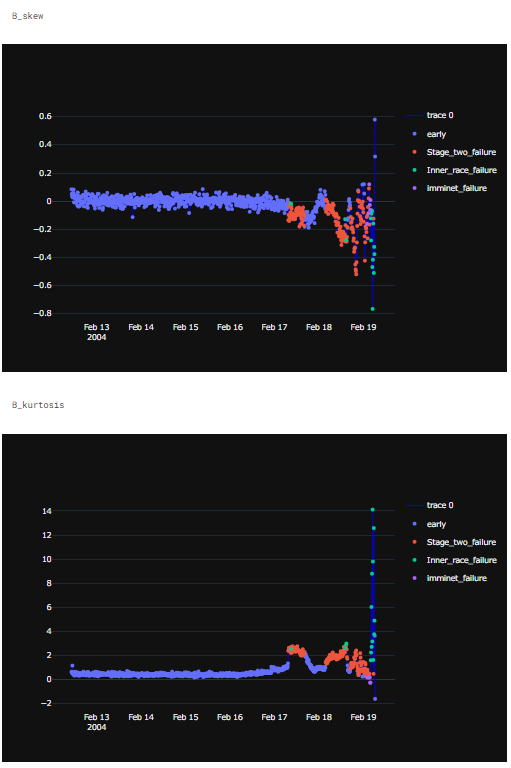 B_skew
0.6
0.4
0.2
0
−0.2
−0.4
−0.6
−0.8
Feb 13 Feb 14 Feb 15 Feb 16 Feb 17 Feb 18 Feb 19
2004
trace 0
early
Stage_two_failure
Inner_race_failure
imminet_failure
B_kurtosis
14
12
10
8
6
4
2
0
−2
Feb 13 Feb 14 Feb 15 Feb 16 Feb 17 Feb 18 Feb 19
2004
trace 0
early
Stage_two_failure
Inner_race_failure
imminet_failure